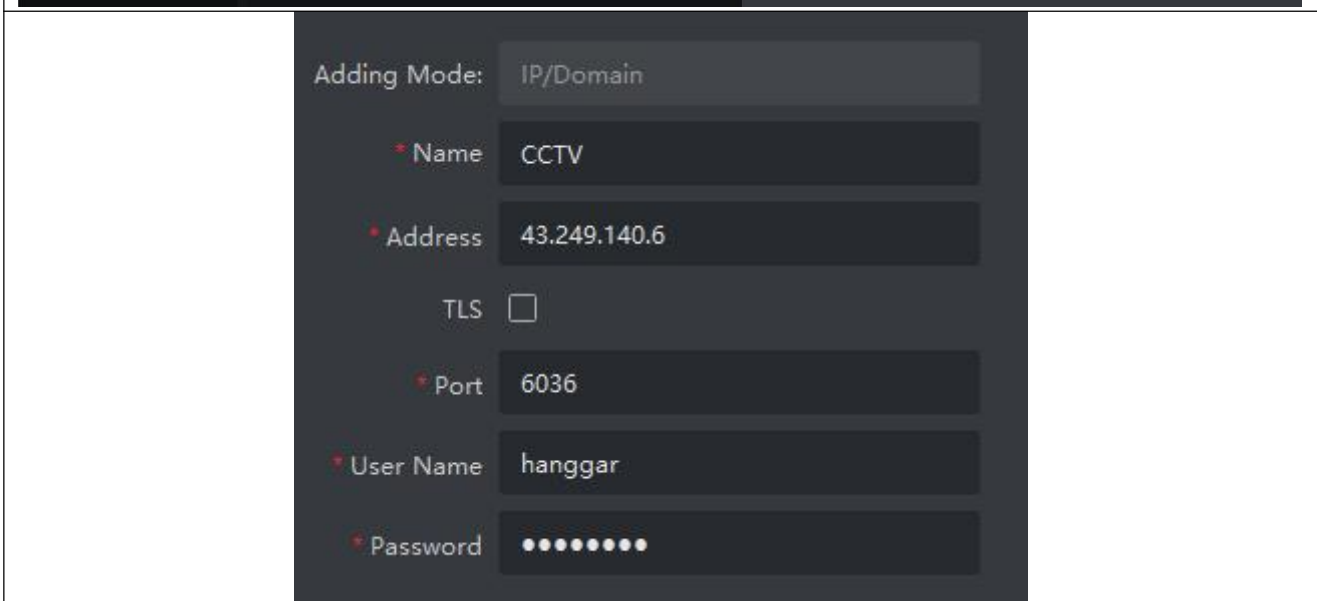 Adding Mode: IP/Domain
* Name CCTV
* Address 43.249.140.6
TLS
* Port 6036
* User Name hanggar
* Password ●●●●●●●●